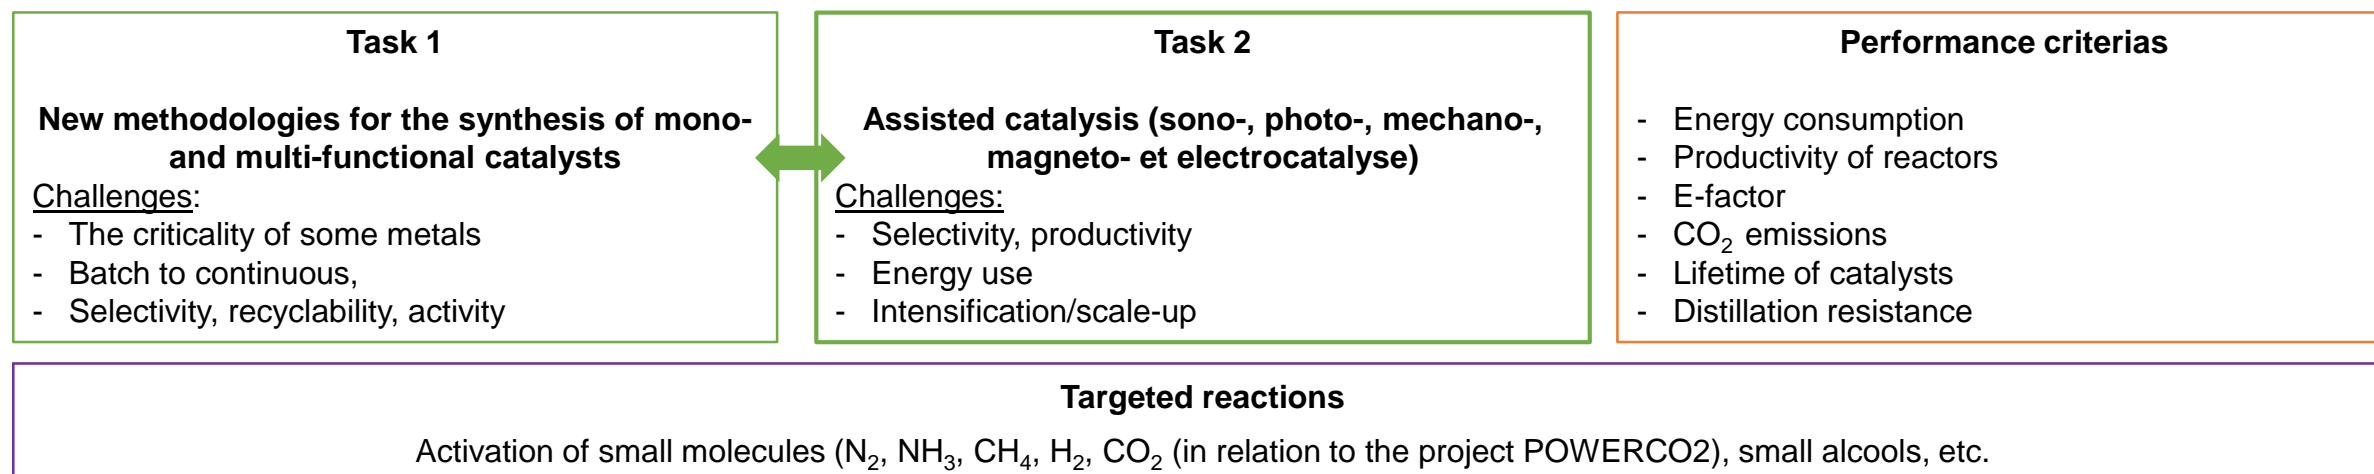 Task 1
New methodologies for the synthesis of mono-
and multi-functional catalysts
Challenges:
- The criticality of some metals
- Batch to continuous,
- Selectivity, recyclability, activity
Task 2
Assisted catalysis (sono-, photo-, mechano-,
magneto- et electrocatalyse)
Challenges:
- Selectivity, productivity
- Energy use
- Intensification/scale-up
Performance criterias
- Energy consumption
- Productivity of reactors
- E-factor
- CO₂ emissions
- Lifetime of catalysts
- Distillation resistance
Targeted reactions
Activation of small molecules (N₂, NH₃, CH₄, H₂, CO₂ (in relation to the project POWERCO2), small alcools, etc.